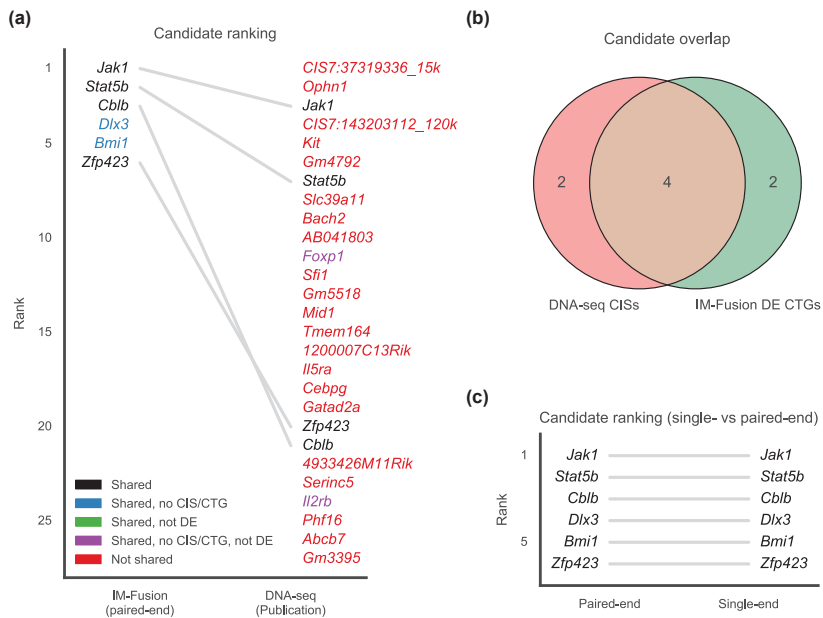 (a)
Candidate ranking
1
5
10
15
20
25
Rank
Jak1
Stat5b
Cblb
Dlx3
Bmi1
Zfp423
CIS7:37319336_15k
Ophn1
Jak1
CIS7:143203112_120k
Kit
Gm4792
Stat5b
Slc39a11
Bach2
AB041803
Foxp1
Sfi1
Gm5518
Mid1
Tmem164
1200007C13Rik
Il5ra
Cebpg
Gatad2a
Zfp423
Cblb
4933426M11Rik
Serinc5
Il2rb
Phf16
Abcb7
Gm3395
Shared
Shared, no CIS/CTG
Shared, not DE
Shared, no CIS/CTG, not DE
Not shared
IM-Fusion
(paired-end)
DNA-seq
(Publication)
(b)
Candidate overlap
2
4
2
DNA-seq CISs
IM-Fusion DE CTGs
(c)
Candidate ranking (single- vs paired-end)
1
5
Rank
Jak1
Stat5b
Cblb
Dlx3
Bmi1
Zfp423
Jak1
Stat5b
Cblb
Dlx3
Bmi1
Zfp423
Paired-end
Single-end